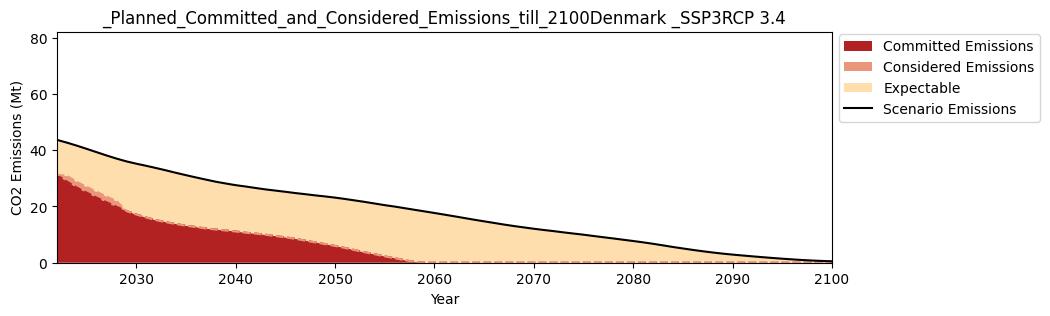 _Planned_Committed_and_Considered_Emissions_till_2100Denmark _SSP3RCP 3.4
80
60
40
20
0
CO2 Emissions (Mt)
2030 2040 2050 2060 2070 2080 2090 2100
Year
Committed Emissions
Considered Emissions
Expectable
Scenario Emissions